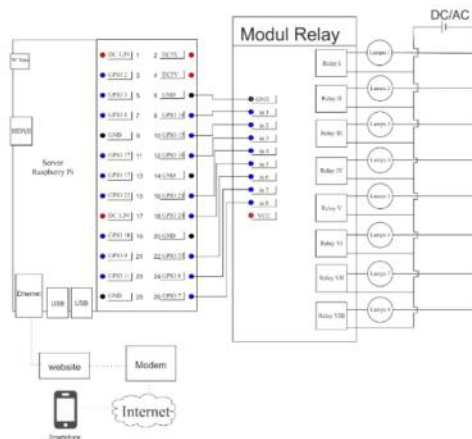 DC/AC
Modul Relay
DC 3,3V 1 2 DC5V
GPIO 2 3 4 DC5V
GPIO 3 5 6 GND
GPIO 4 7 8 GPIO 14
GND 9 10 GPIO 15
GPIO 17 11 12 GPIO 18
13 14 GND
GPIO 22 15 16 GPIO 23
DC 3,3V 17 18 GPIO 24
GPIO 10 19 20 GND
GPIO 9 21 22 GPIO 25
GPIO 11 23 24 GPIO 8
GND 25 26 GPIO 7
HDMI
Server
Raspberry Pi
Ethernet
USB
USB
GND
in 1
in 2
in 3
in 4
in 5
in 6
in 7
in 8
VCC
Relay I
Relay II
Relay III
Relay IV
Relay V
Relay VI
Relay VII
Relay VIII
Lampu 1
Lampu 2
Lampu 3
Lampu 4
Lampu 5
Lampu 6
Lampu 7
Lampu 8
website
Modem
Internet
Smartphone